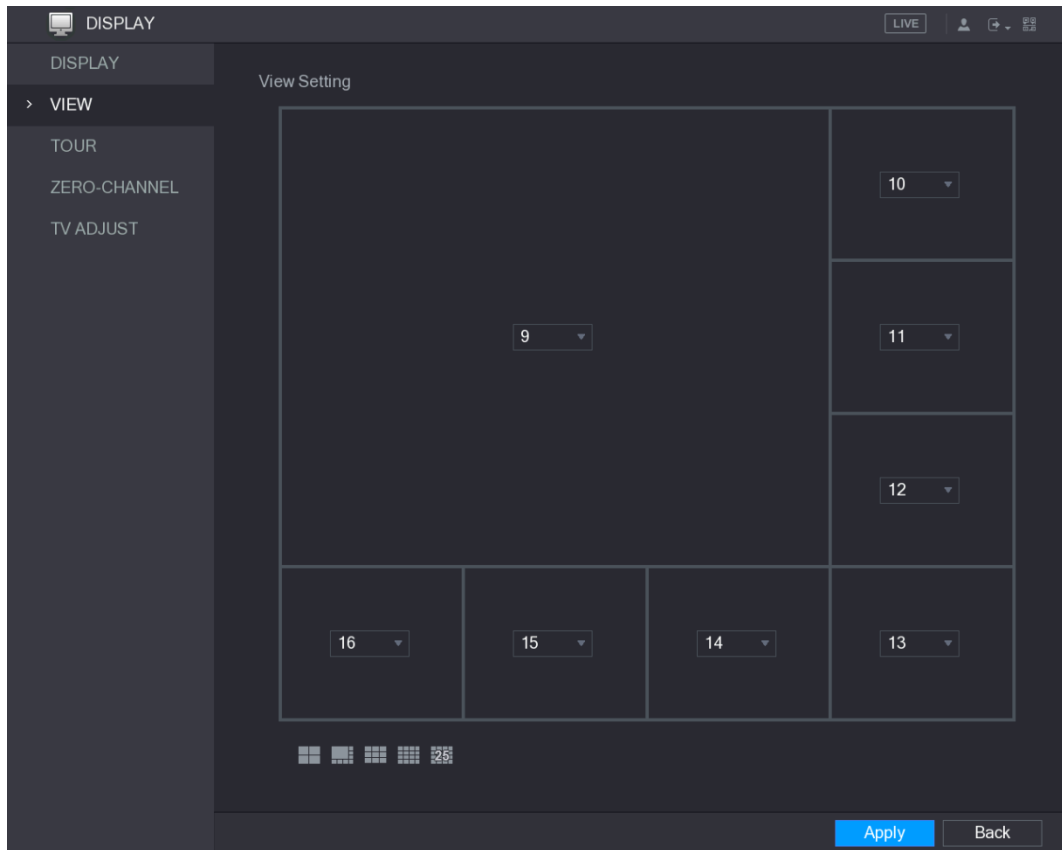 DISPLAY
LIVE
DISPLAY
VIEW
TOUR
ZERO-CHANNEL
TV ADJUST
View Setting
10
9
11
12
16
15
14
13
25
Apply
Back